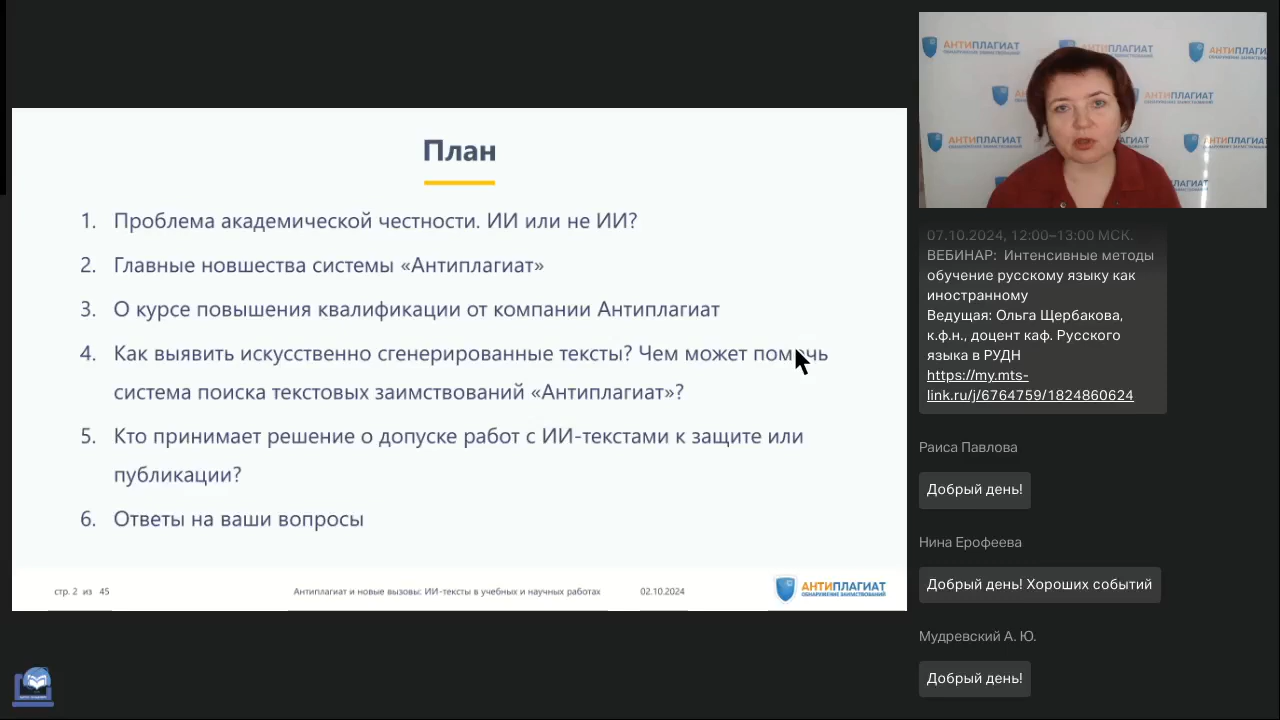 План
1. Проблема академической честности. ИИ или не ИИ?
2. Главные новшества системы «Антиплагиат»
3. О курсе повышения квалификации от компании Антиплагиат
4. Как выявить искусственно сгенерированные тексты? Чем может помочь
система поиска текстовых заимствований «Антиплагиат»?
5. Кто принимает решение о допуске работ с ИИ-текстами к защите или
публикации?
6. Ответы на ваши вопросы
стр. 2 из 45
Антиплагиат и новые вызовы: ИИ-тексты в учебных и научных работах
02.10.2024
АНТИПЛАГИАТ
ОБНАРУЖЕНИЕ ЗАИМСТВОВАНИЙ
АНТИПЛАГИАТ
ОБНАРУЖЕНИЕ ЗАИМСТВОВАНИЙ
07.10.2024, 12:00–13:00 МСК.
ВЕБИНАР: Интенсивные методы
обучение русскому языку как
иностранному
Ведущая: Ольга Щербакова,
к.ф.н., доцент каф. Русского
языка в РУДН
https://my.mts-
link.ru/j/6764759/1824860624
Раиса Павлова
Добрый день!
Нина Ерофеева
Добрый день! Хороших событий
Мудревский А. Ю.
Добрый день!